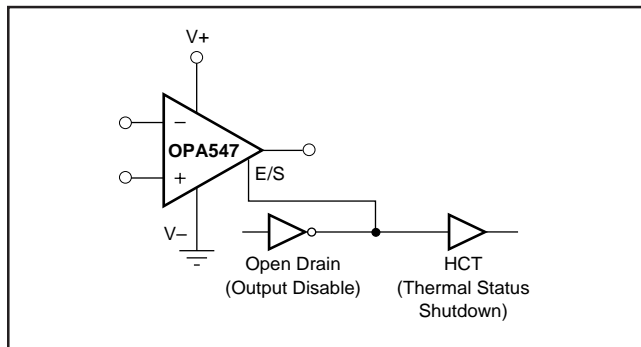 V+
−
OPA547
+
E/S
V−
Open Drain
(Output Disable)
HCT
(Thermal Status
Shutdown)